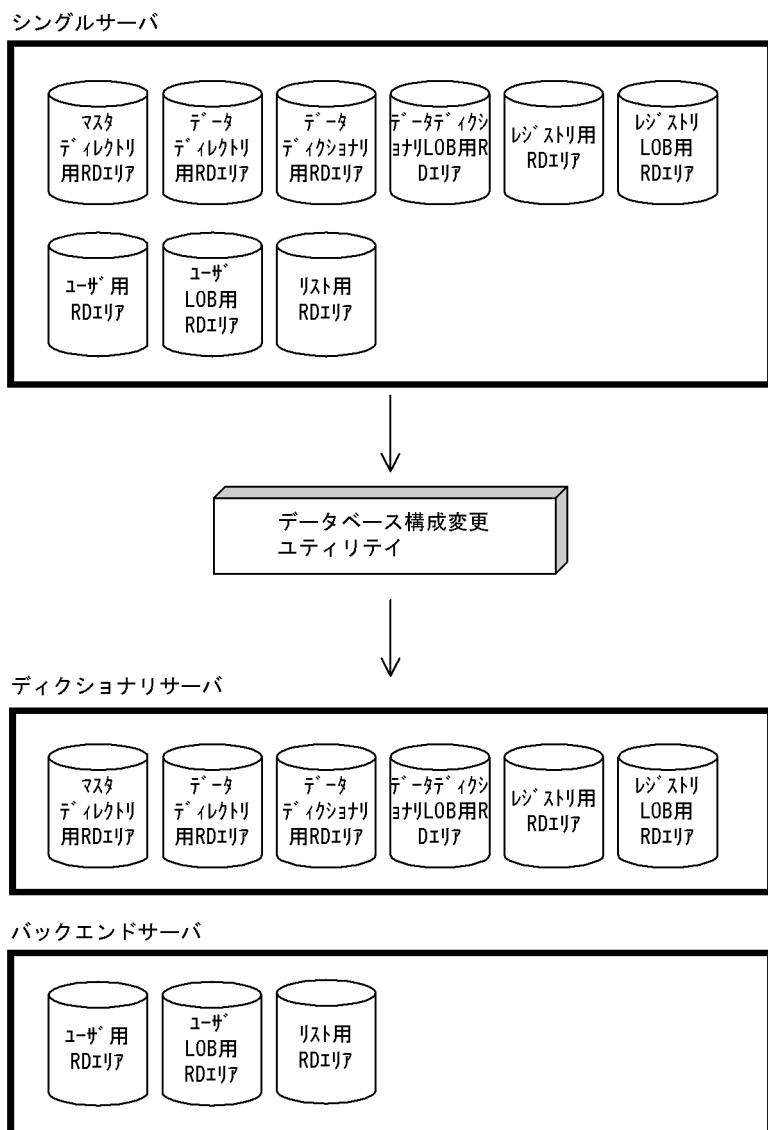 シングルサーバ
ﾏｽﾀ
ﾃﾞｨﾚｸﾄﾘ
用RDｴﾘｱ
ﾃﾞｰﾀ
ﾃﾞｨﾚｸﾄﾘ
用RDｴﾘｱ
ﾃﾞｰﾀ
ﾃﾞｨｸｼｮﾅﾘ
用RDｴﾘｱ
ﾃﾞｰﾀﾃﾞｨｸｼ
ｮﾅﾘLOB用R
Dｴﾘｱ
ﾚｼﾞｽﾄﾘ用
RDｴﾘｱ
ﾚｼﾞｽﾄﾘ
LOB用
RDｴﾘｱ
ﾕｰｻﾞ用
RDｴﾘｱ
ﾕｰｻﾞ
LOB用
RDｴﾘｱ
ﾘｽﾄ用
RDｴﾘｱ
データベース構成変更
ユティリテイ
ディクショナリサーバ
ﾏｽﾀ
ﾃﾞｨﾚｸﾄﾘ
用RDｴﾘｱ
ﾃﾞｰﾀ
ﾃﾞｨﾚｸﾄﾘ
用RDｴﾘｱ
ﾃﾞｰﾀ
ﾃﾞｨｸｼｮﾅﾘ
用RDｴﾘｱ
ﾃﾞｰﾀﾃﾞｨｸｼ
ｮﾅﾘLOB用R
Dｴﾘｱ
ﾚｼﾞｽﾄﾘ用
RDｴﾘｱ
ﾚｼﾞｽﾄﾘ
LOB用
RDｴﾘｱ
バックエンドサーバ
ﾕｰｻﾞ用
RDｴﾘｱ
ﾕｰｻﾞ
LOB用
RDｴﾘｱ
ﾘｽﾄ用
RDｴﾘｱ